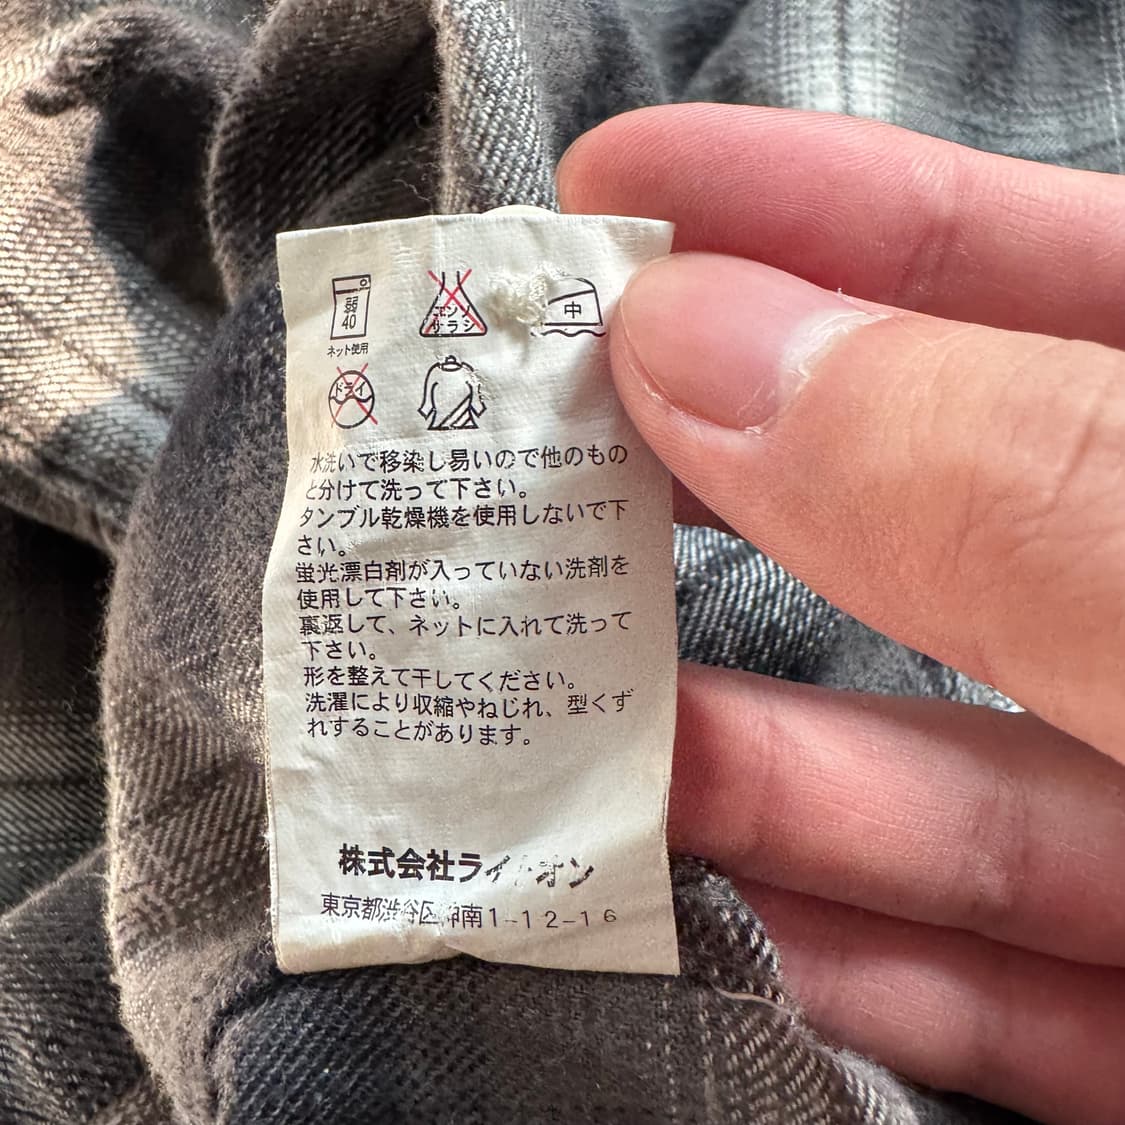 弱
40
ネット使用
エンソ
サラシ
中
ドライ
水洗いで移染し易いので他のもの
と分けて洗って下さい。
タンブル乾燥機を使用しないで下
さい。
蛍光漂白剤が入っていない洗剤を
使用して下さい。
裏返して、ネットに入れて洗って
下さい。
形を整えて干してください。
洗濯により収縮やねじれ、型くず
れすることがあります。
株式会社ライトオン
東京都渋谷区神南1-12-16